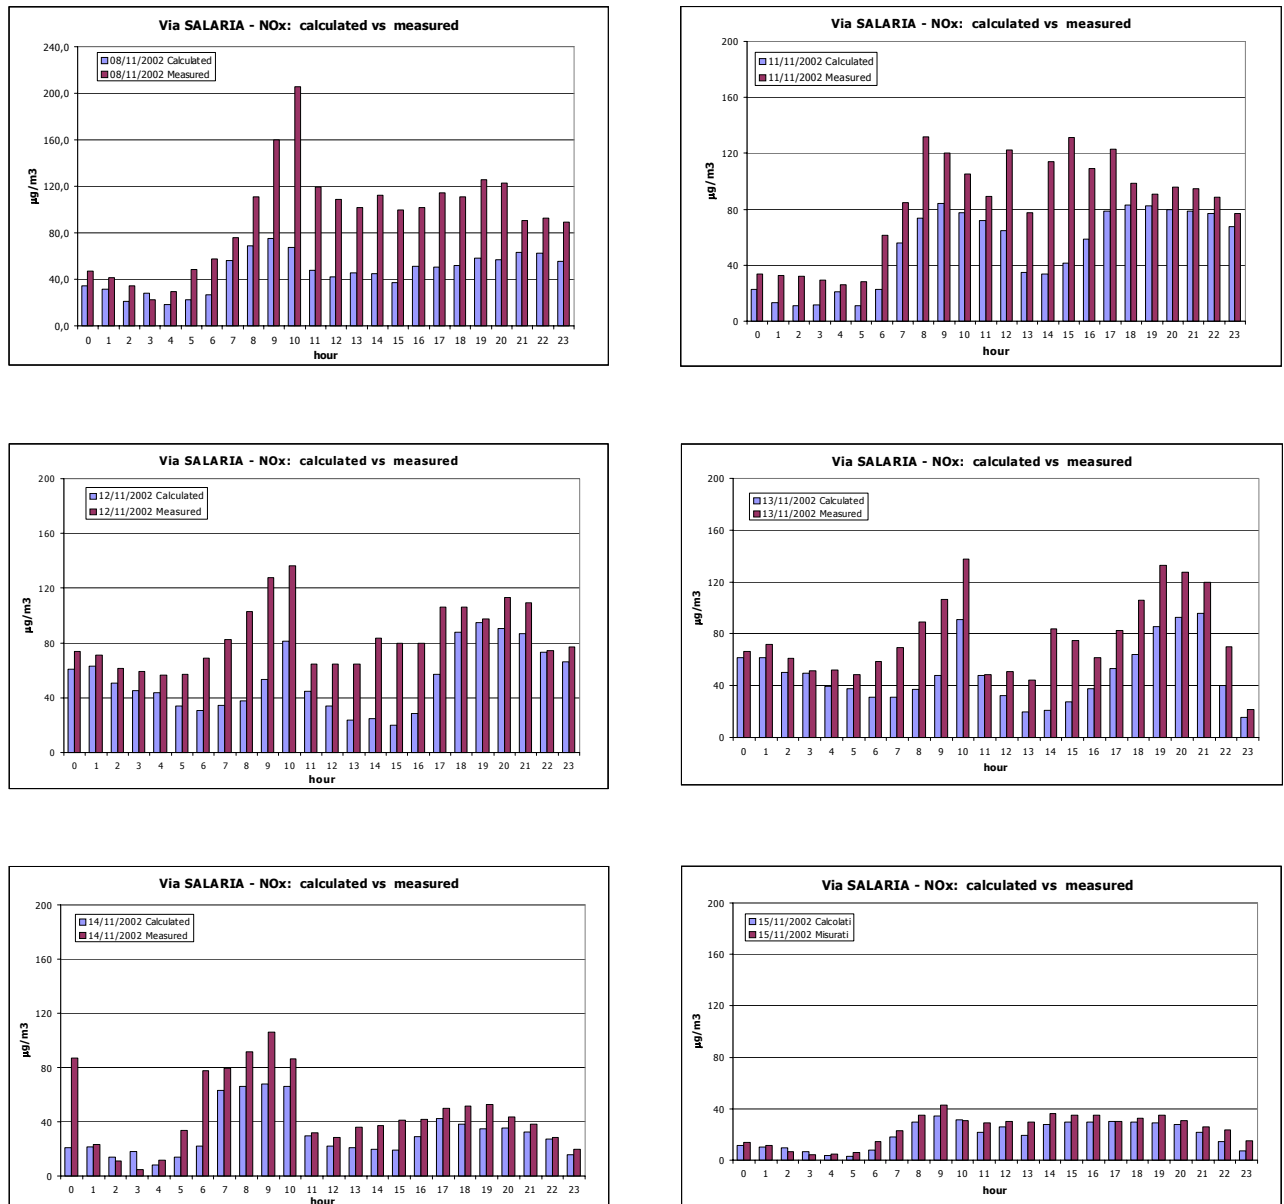 Via SALARIA - NOx: calculated vs measured
240,0
200,0
160,0
120,0
80,0
40,0
0,0
µg/m3
08/11/2002 Calculated
08/11/2002 Measured
0 1 2 3 4 5 6 7 8 9 10 11 12 13 14 15 16 17 18 19 20 21 22 23
hour
Via SALARIA - NOx: calculated vs measured
200
160
120
80
40
0
µg/m3
11/11/2002 Calculated
11/11/2002 Measured
0 1 2 3 4 5 6 7 8 9 10 11 12 13 14 15 16 17 18 19 20 21 22 23
hour
Via SALARIA - NOx: calculated vs measured
200
160
120
80
40
0
µg/m3
12/11/2002 Calculated
12/11/2002 Measured
0 1 2 3 4 5 6 7 8 9 10 11 12 13 14 15 16 17 18 19 20 21 22 23
hour
Via SALARIA - NOx: calculated vs measured
200
160
120
80
40
0
µg/m3
13/11/2002 Calculated
13/11/2002 Measured
0 1 2 3 4 5 6 7 8 9 10 11 12 13 14 15 16 17 18 19 20 21 22 23
hour
Via SALARIA - NOx: calculated vs measured
200
160
120
80
40
0
µg/m3
14/11/2002 Calculated
14/11/2002 Measured
0 1 2 3 4 5 6 7 8 9 10 11 12 13 14 15 16 17 18 19 20 21 22 23
hour
Via SALARIA - NOx: calculated vs measured
200
160
120
80
40
0
µg/m3
15/11/2002 Calcolati
15/11/2002 Misurati
0 1 2 3 4 5 6 7 8 9 10 11 12 13 14 15 16 17 18 19 20 21 22 23
hour